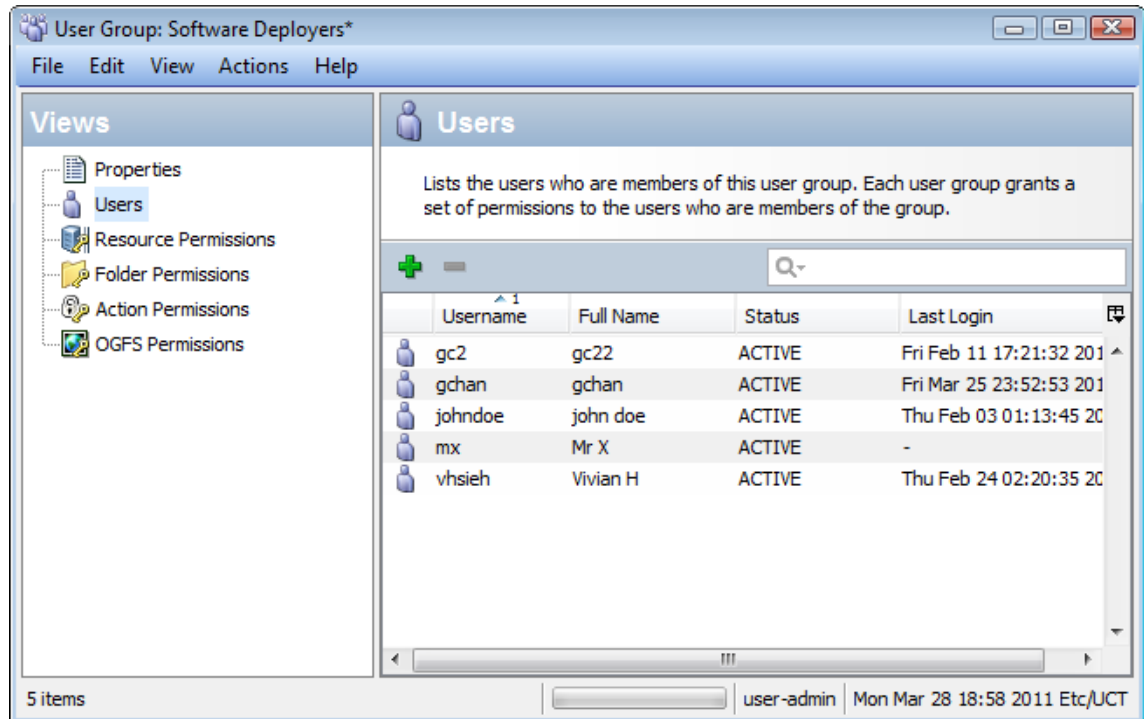 User Group: Software Deployers*
File Edit View Actions Help
Views
Properties
Users
Resource Permissions
Folder Permissions
Action Permissions
OGFS Permissions
Users
Lists the users who are members of this user group. Each user group grants a
set of permissions to the users who are members of the group.
1
Username Full Name Status Last Login
gc2 gc22 ACTIVE Fri Feb 11 17:21:32 201
gchan gchan ACTIVE Fri Mar 25 23:52:53 201
johndoe john doe ACTIVE Thu Feb 03 01:13:45 20
mx Mr X ACTIVE -
vhsieh Vivian H ACTIVE Thu Feb 24 02:20:35 20
5 items user-admin Mon Mar 28 18:58 2011 Etc/UCT